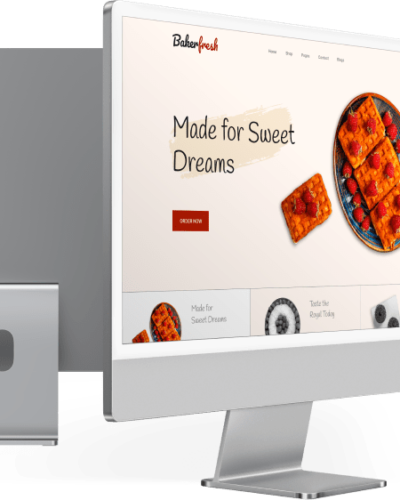 Bakerfresh
Home Shop Pages Contact Blogs
Made for Sweet
Dreams
ORDER NOW
Made for
Sweet Dreams
Taste the
Royal Today